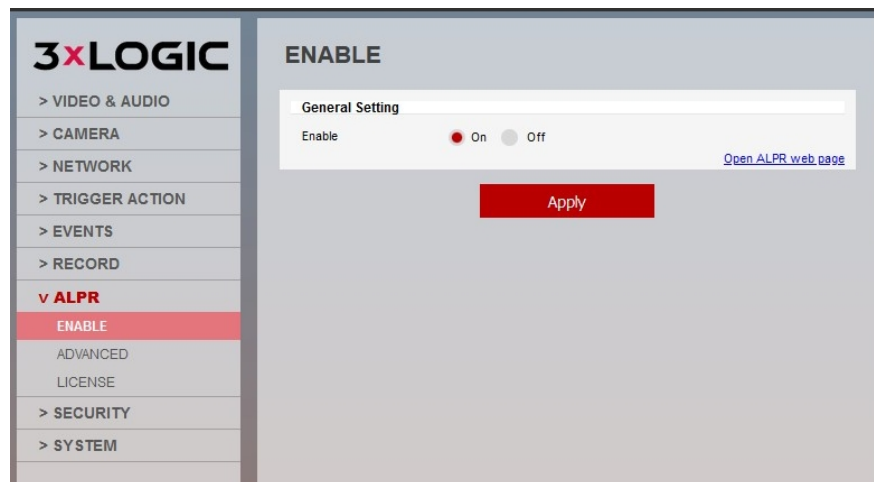 3xLOGIC
> VIDEO & AUDIO
> CAMERA
> NETWORK
> TRIGGER ACTION
> EVENTS
> RECORD
v ALPR
ENABLE
ADVANCED
LICENSE
> SECURITY
> SYSTEM
ENABLE
General Setting
Enable On Off
Open ALPR web page
Apply